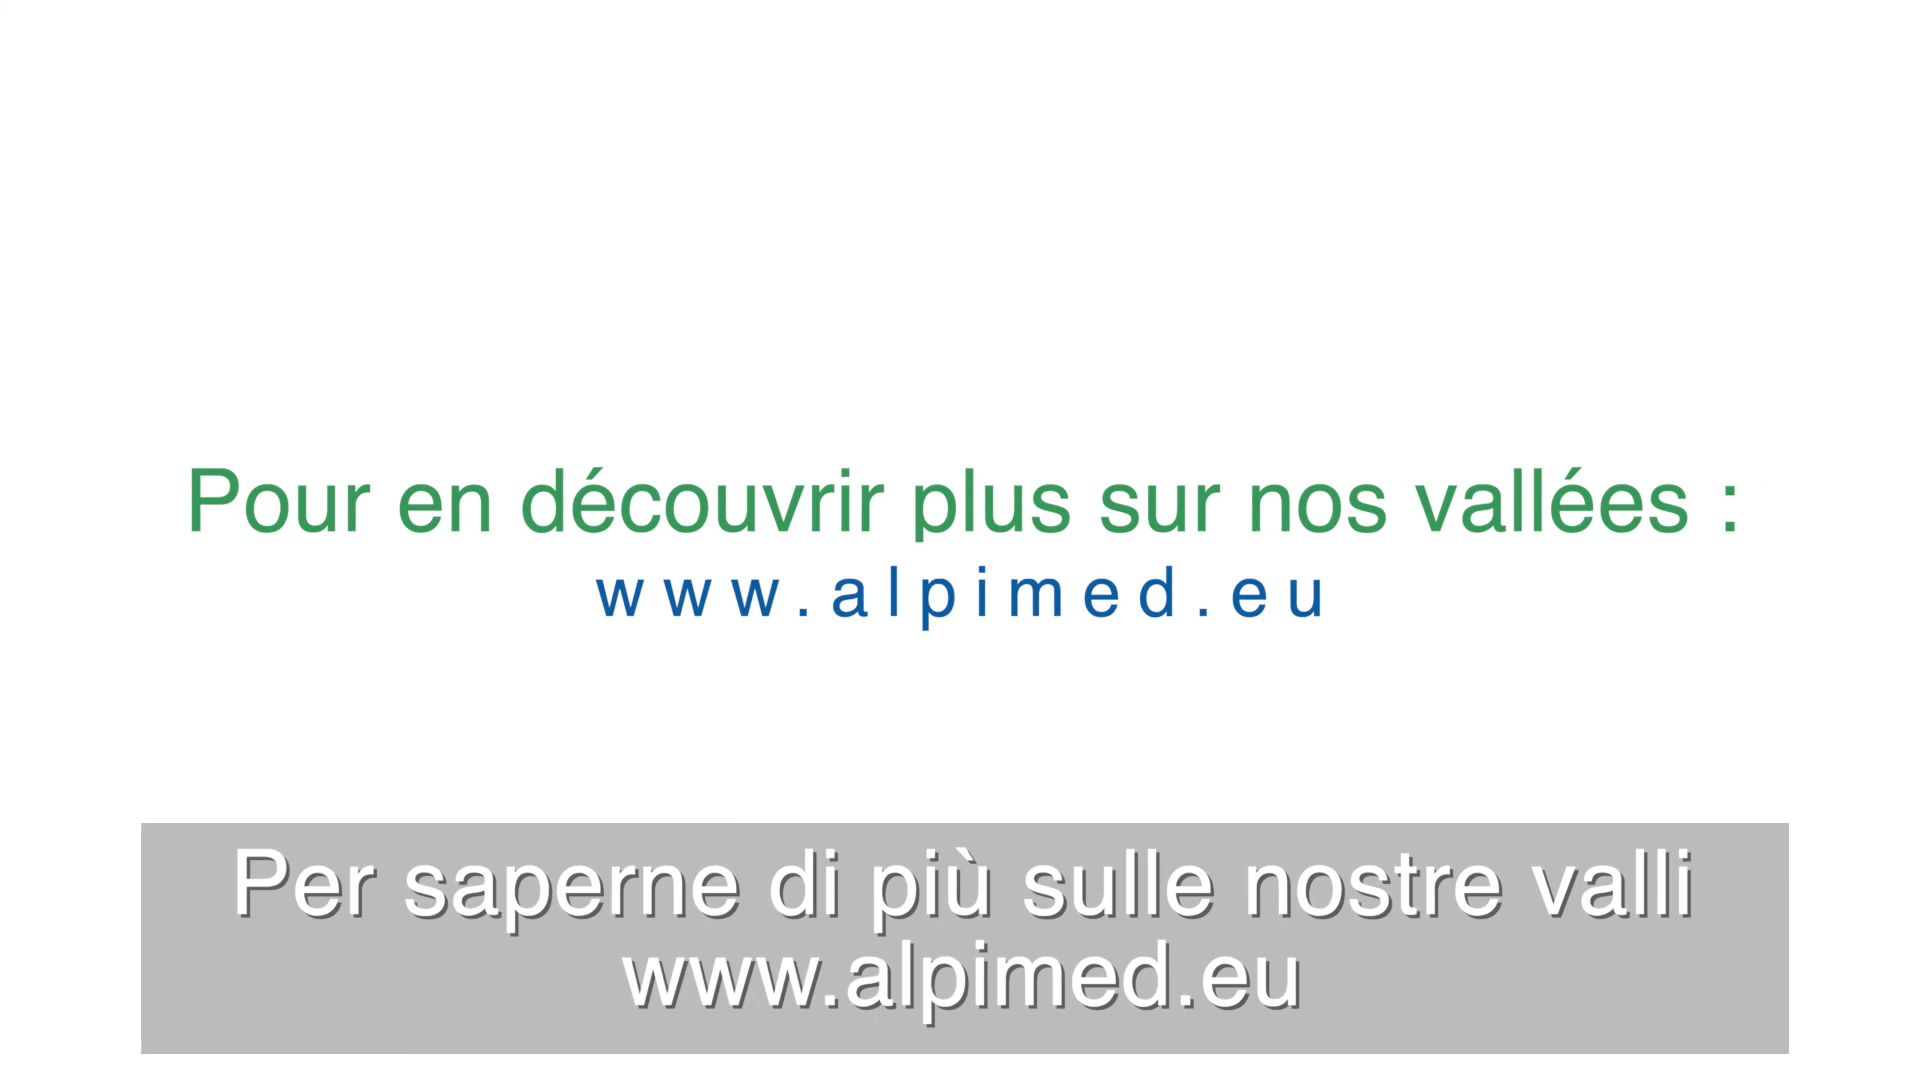 Pour en découvrir plus sur nos vallées :
www.alpimed.eu
Per saperne di più sulle nostre valli
www.alpimed.eu